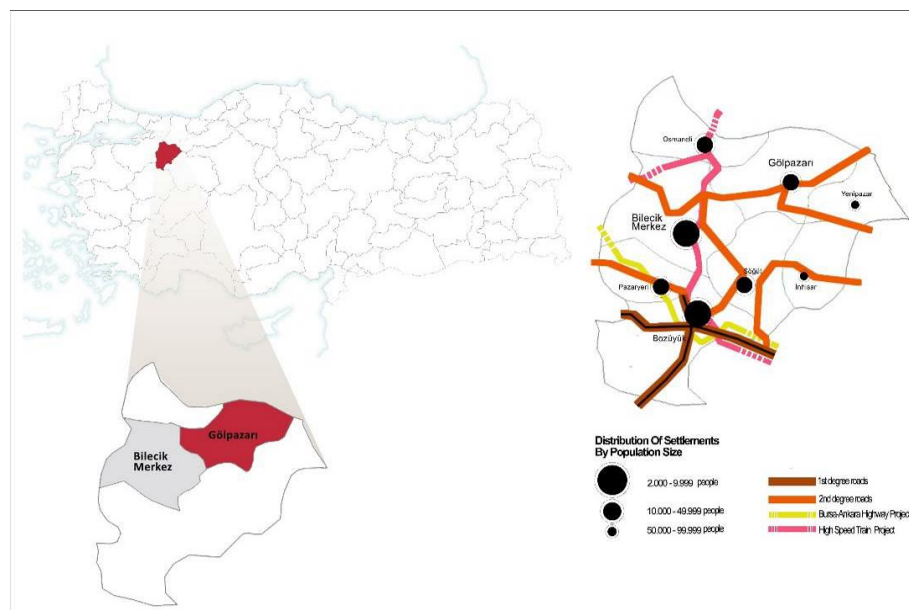 Osmaneli
Gölpazarı
Yenipazar
Bilecik
Merkez
Söğüt
Pazaryeri
İnhisar
Bozüyük
Gölpazarı
Bilecik
Merkez
Distribution Of Settlements
By Population Size
2.000 - 9.999 people
10.000 - 49.999 people
50.000 - 99.999 people
1st degree roads
2nd degree roads
Bursa-Ankara Highway Project
High Speed Train Project